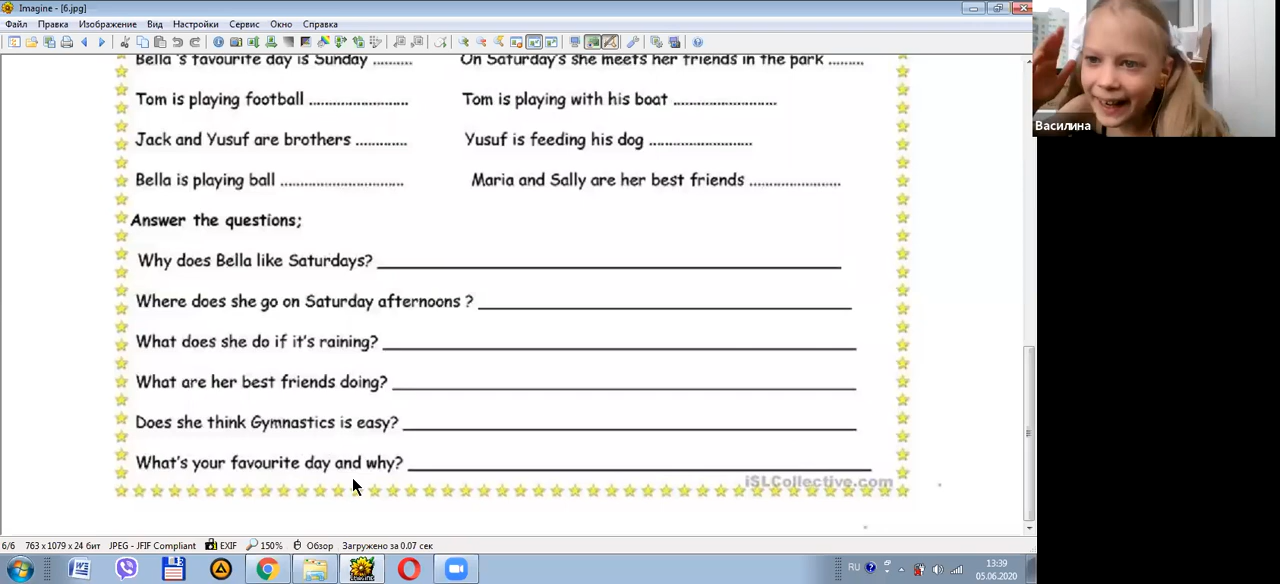 Imagine - [6.jpg]
Файл Правка Изображение Вид Настройки Сервис Окно Справка
Bella 's favourite day is Sunday .......... On Saturday's she meets her friends in the park .........
Tom is playing football .......................... Tom is playing with his boat ...........................
Jack and Yusuf are brothers ............. Yusuf is feeding his dog ...........................
Bella is playing ball ................................ Maria and Sally are her best friends .......................
Answer the questions;
Why does Bella like Saturdays?
Where does she go on Saturday afternoons ?
What does she do if it's raining?
What are her best friends doing?
Does she think Gymnastics is easy?
What's your favourite day and why?
iSLCollective.com
Василина
6/6 763 x 1079 x 24 бит JPEG - JFIF Compliant EXIF 150% Обзор Загружено за 0.07 сек
RU 13:39
05.06.2020